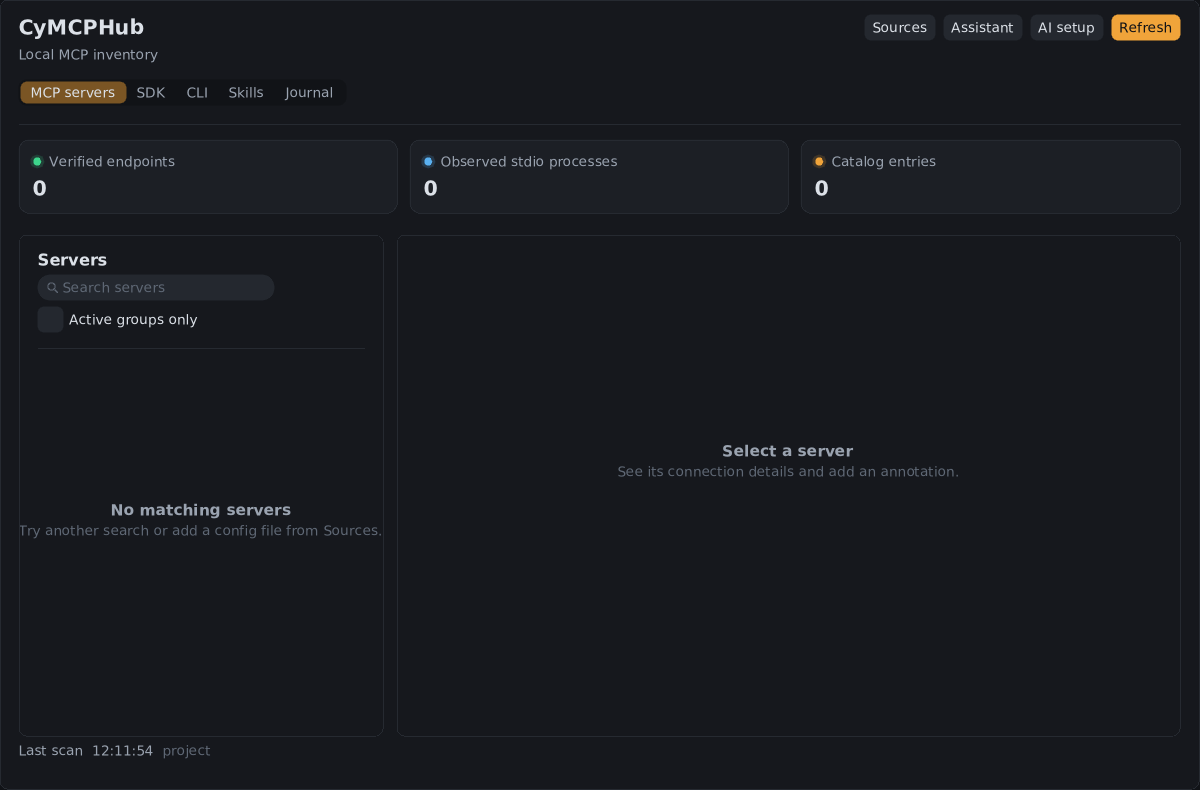 CyMCPHub
Sources Assistant AI setup Refresh
Local MCP inventory
MCP servers SDK CLI Skills Journal
Verified endpoints
0
Observed stdio processes
0
Catalog entries
0
Servers
Search servers
Active groups only
No matching servers
Try another search or add a config file from Sources.
Select a server
See its connection details and add an annotation.
Last scan 12:11:54 project